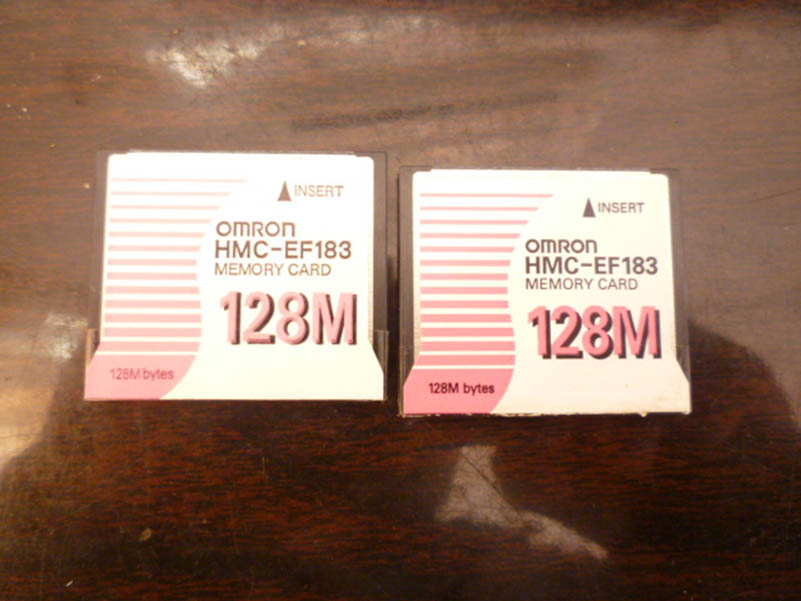 INSERT
OMRON
HMC-EF183
MEMORY CARD
128M
128M bytes
INSERT
OMRON
HMC-EF183
MEMORY CARD
128M
128M bytes